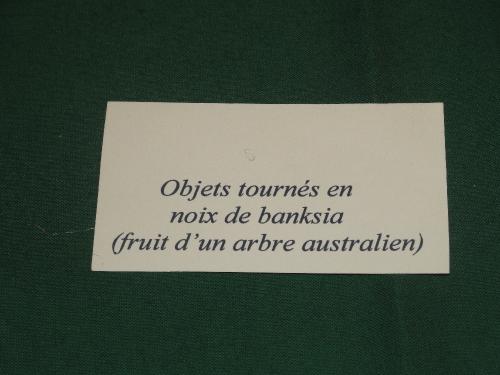 Objets tournés en
noix de banksia
(fruit d'un arbre australien)